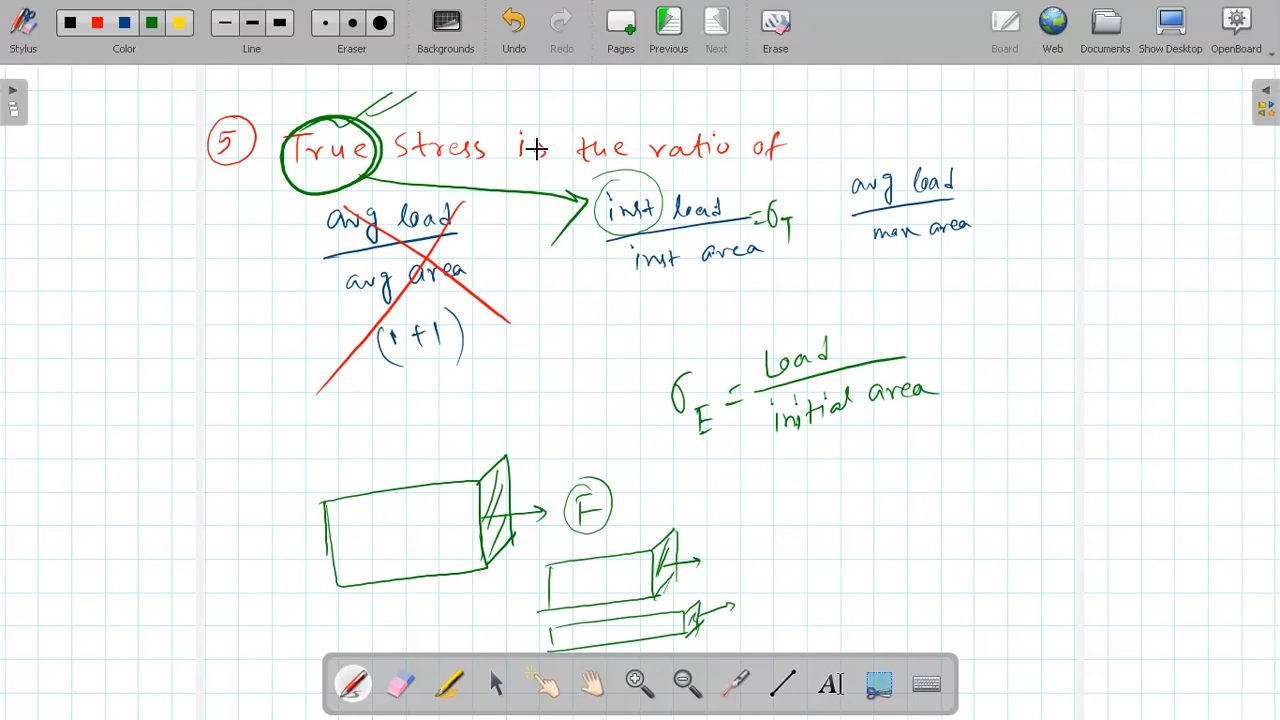 Stylus Color Line Eraser Backgrounds Undo Redo Pages Previous Next Erase Board Web Documents Show Desktop OpenBoard
5 True Stress is the ratio of
avg load
avg area
(1+1)
inst load
inst area
=σT
avg load
man area
σE = Load
initial area
F